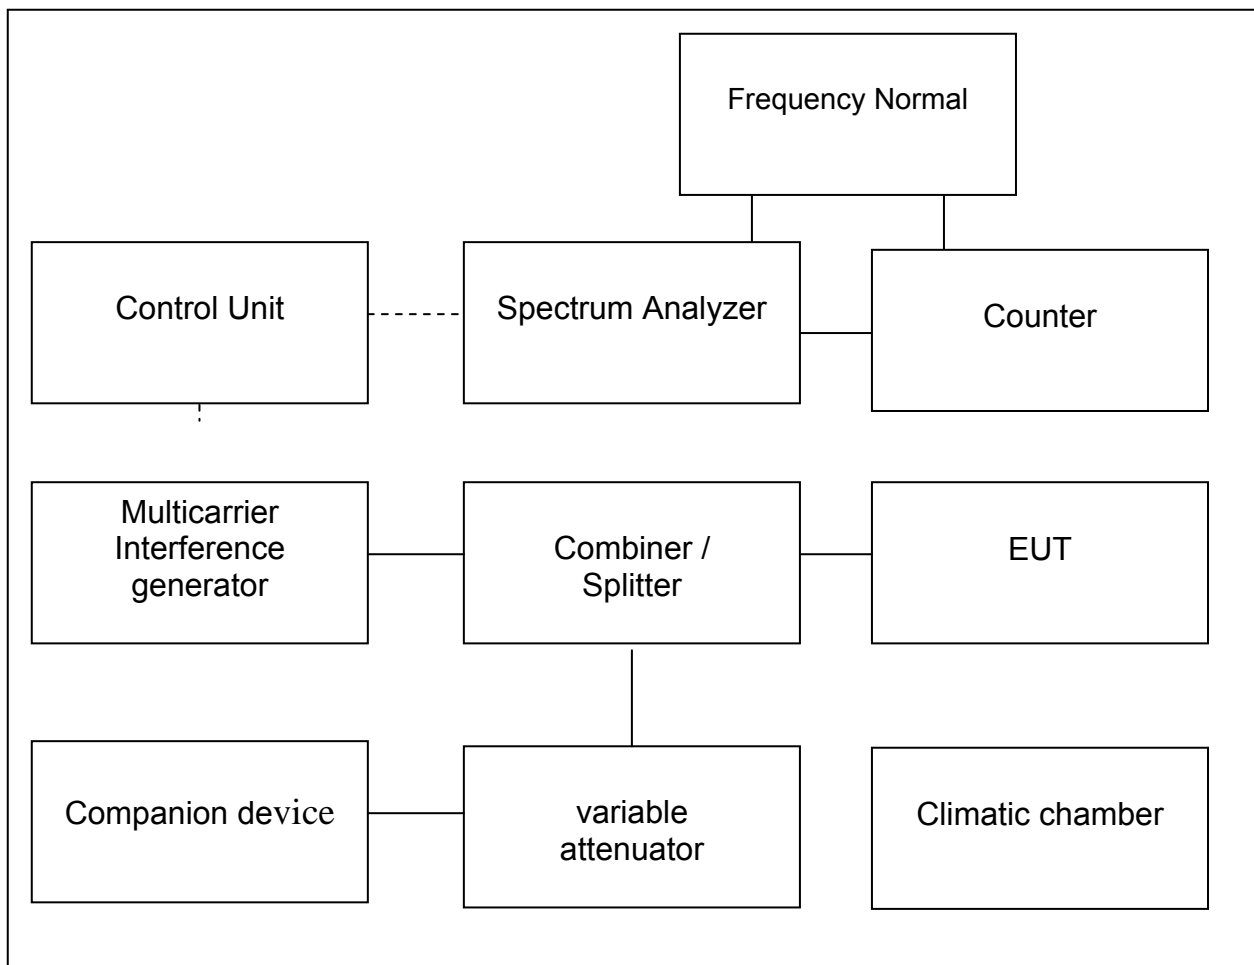 Frequency Normal
Control Unit
Spectrum Analyzer
Counter
Multicarrier
Interference
generator
Combiner /
Splitter
EUT
Companion device
variable
attenuator
Climatic chamber